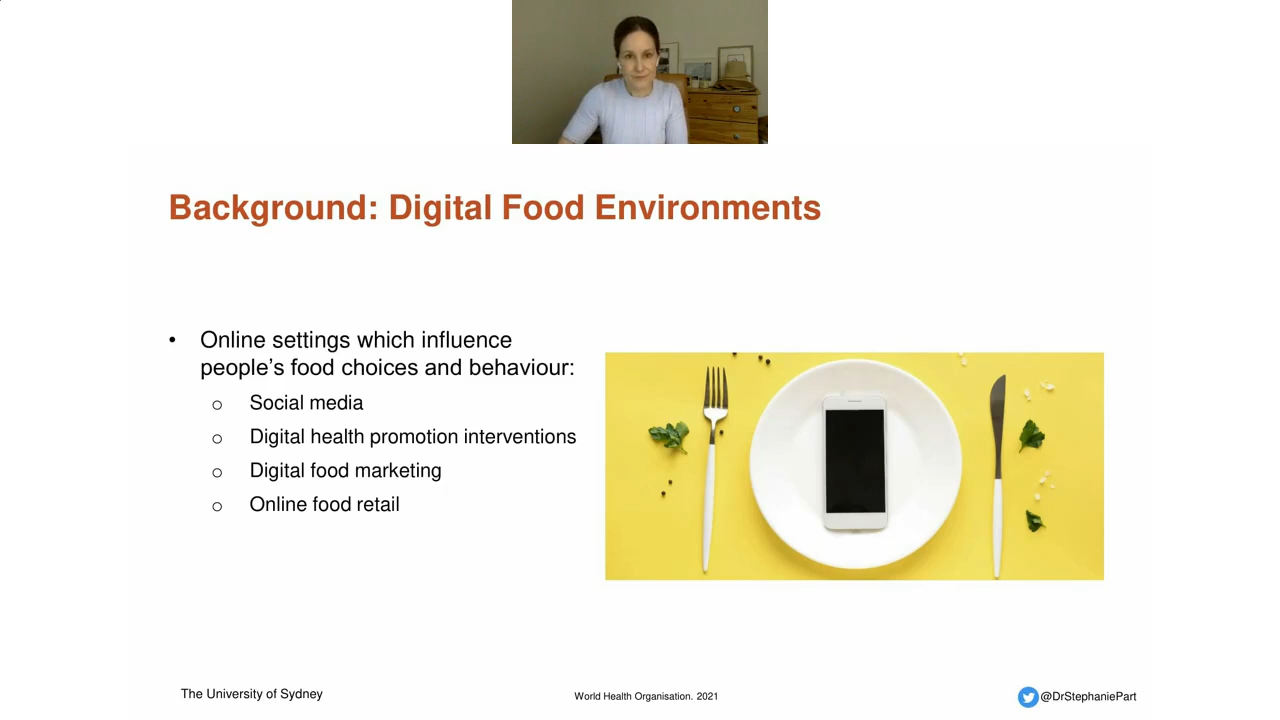 Background: Digital Food Environments
• Online settings which influence
people’s food choices and behaviour:
o Social media
o Digital health promotion interventions
o Digital food marketing
o Online food retail
The University of Sydney
World Health Organisation. 2021
@DrStephaniePart